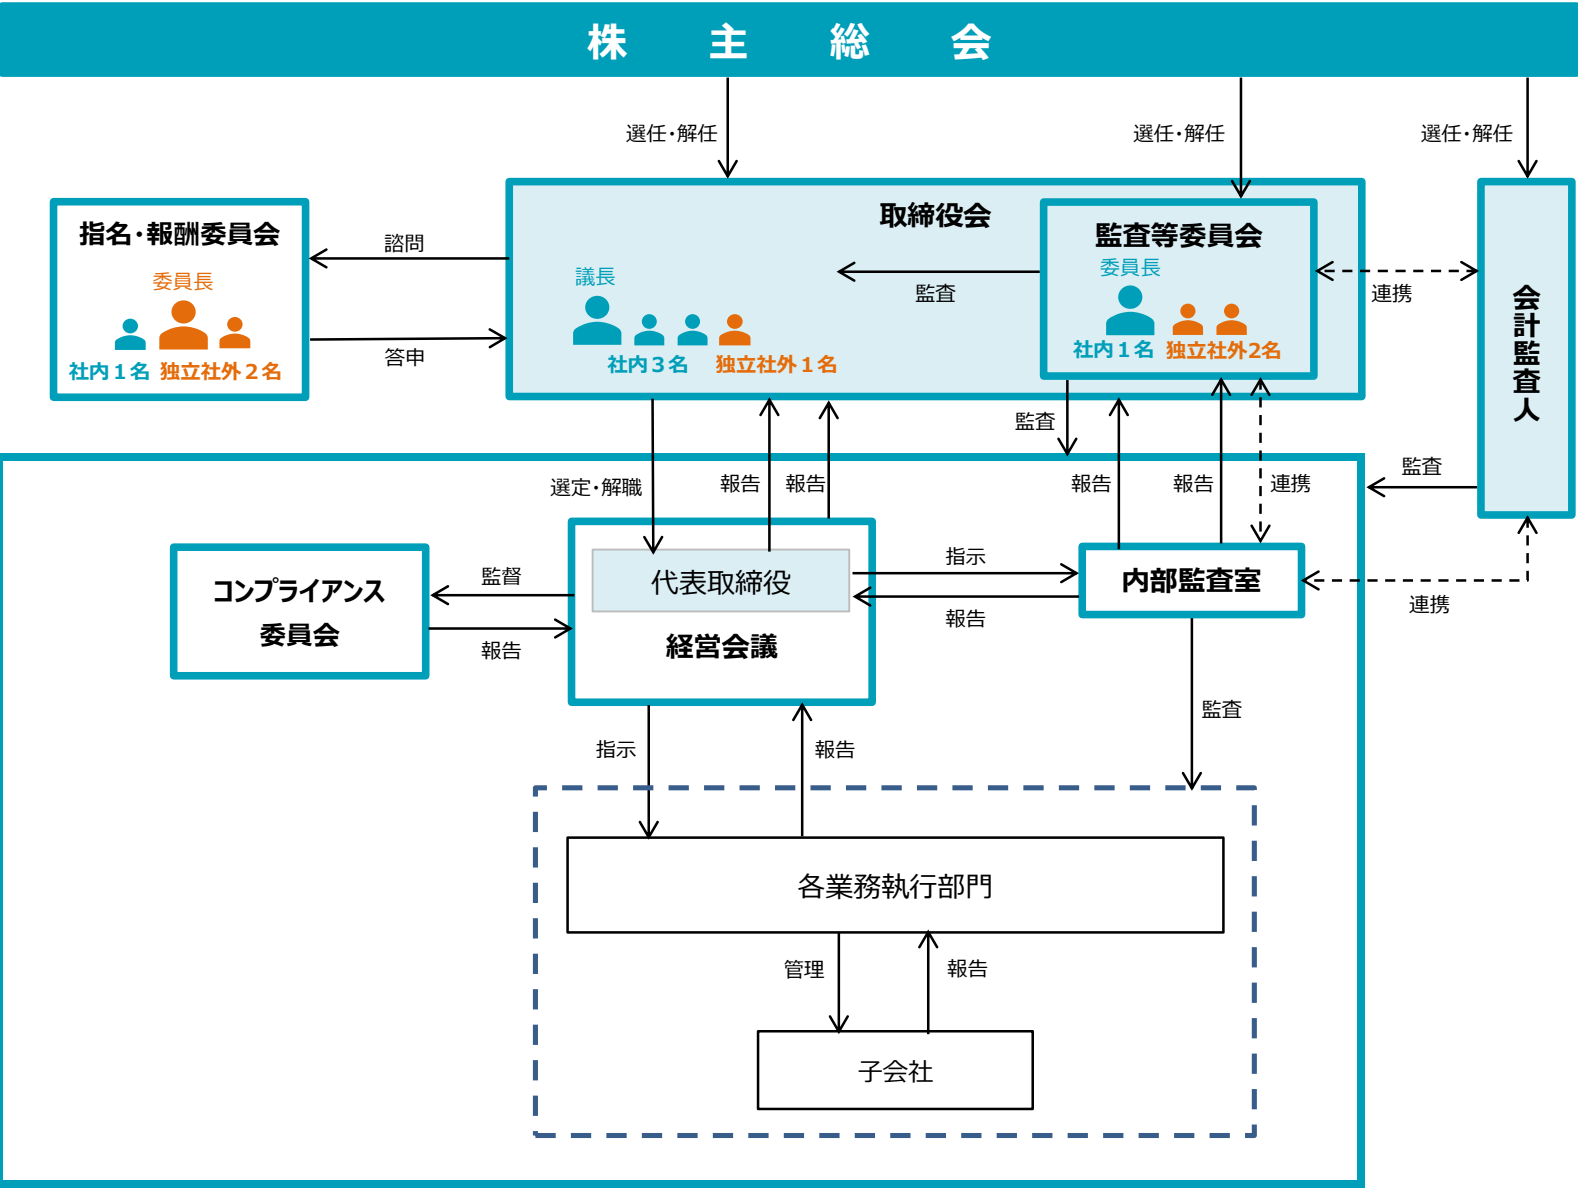 株 主 総 会
選任・解任
選任・解任
選任・解任
指名・報酬委員会
委員長
社内１名 独立社外２名
諮問
答申
取締役会
議長
社内３名 独立社外１名
監査
監査等委員会
委員長
社内１名 独立社外2名
連携
会計監査人
監査
選定・解職
報告
報告
報告
報告
連携
監査
コンプライアンス
委員会
監督
報告
代表取締役
経営会議
指示
報告
内部監査室
連携
監査
指示
報告
各業務執行部門
管理
報告
子会社